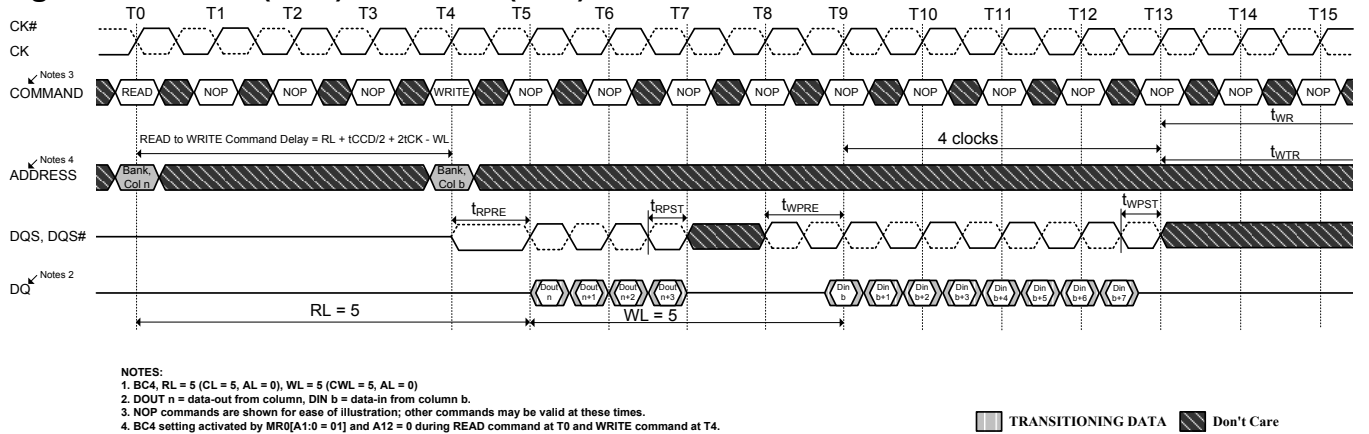 T0 T1 T2 T3 T4 T5 T6 T7 T8 T9 T10 T11 T12 T13 T14 T15
CK#
CK
Notes 3
COMMAND READ NOP NOP NOP WRITE NOP NOP NOP NOP NOP NOP NOP NOP NOP NOP NOP
READ to WRITE Command Delay = RL + tCCD/2 + 2tCK - WL
4 clocks
tWR
tWTR
Notes 4
ADDRESS
Bank, Col n
Bank, Col b
tRPRE tRPST tWPRE tWPST
DQS, DQS#
Notes 2
DQ
Dout n
Dout n+1
Dout n+2
Dout n+3
Din b
Din b+1
Din b+2
Din b+3
Din b+4
Din b+5
Din b+6
Din b+7
RL = 5 WL = 5
NOTES:
1. BC4, RL = 5 (CL = 5, AL = 0), WL = 5 (CWL = 5, AL = 0)
2. DOUT n = data-out from column, DIN b = data-in from column b.
3. NOP commands are shown for ease of illustration; other commands may be valid at these times.
4. BC4 setting activated by MR0[A1:0 = 01] and A12 = 0 during READ command at T0 and WRITE command at T4.
TRANSITIONING DATA Don't Care